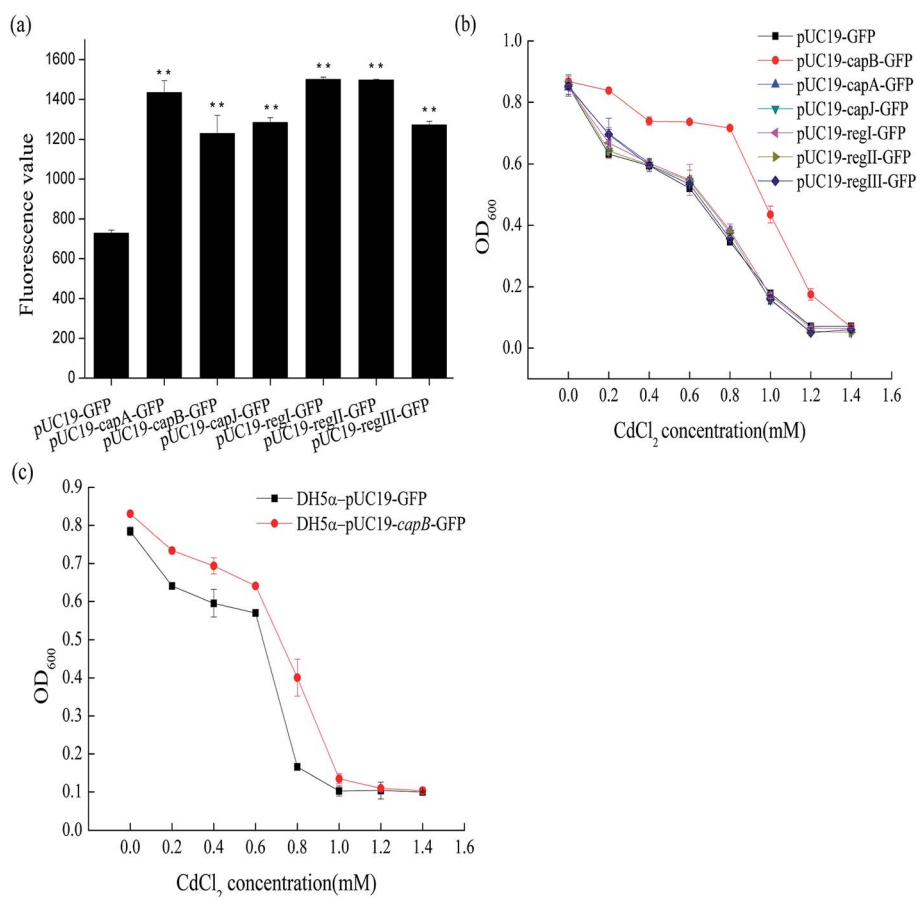 (a)
1600
1400
1200
1000
800
600
400
200
0
Fluorescence value
**
**
**
**
**
**
pUC19-GFP
pUC19-capA-GFP
pUC19-capB-GFP
pUC19-capJ-GFP
pUC19-regI-GFP
pUC19-regII-GFP
pUC19-regIII-GFP
(b)
pUC19-GFP
pUC19-capB-GFP
pUC19-capA-GFP
pUC19-capJ-GFP
pUC19-regI-GFP
pUC19-regII-GFP
pUC19-regIII-GFP
1.0
0.8
0.6
0.4
0.2
0.0
OD600
0.0 0.2 0.4 0.6 0.8 1.0 1.2 1.4
CdCl2 concentration(mM)
(c)
DH5α–pUC19-GFP
DH5α–pUC19-capB-GFP
0.9
0.8
0.7
0.6
0.5
0.4
0.3
0.2
0.1
0.0
OD600
0.0 0.2 0.4 0.6 0.8 1.0 1.2 1.4 1.6
CdCl2 concentration(mM)